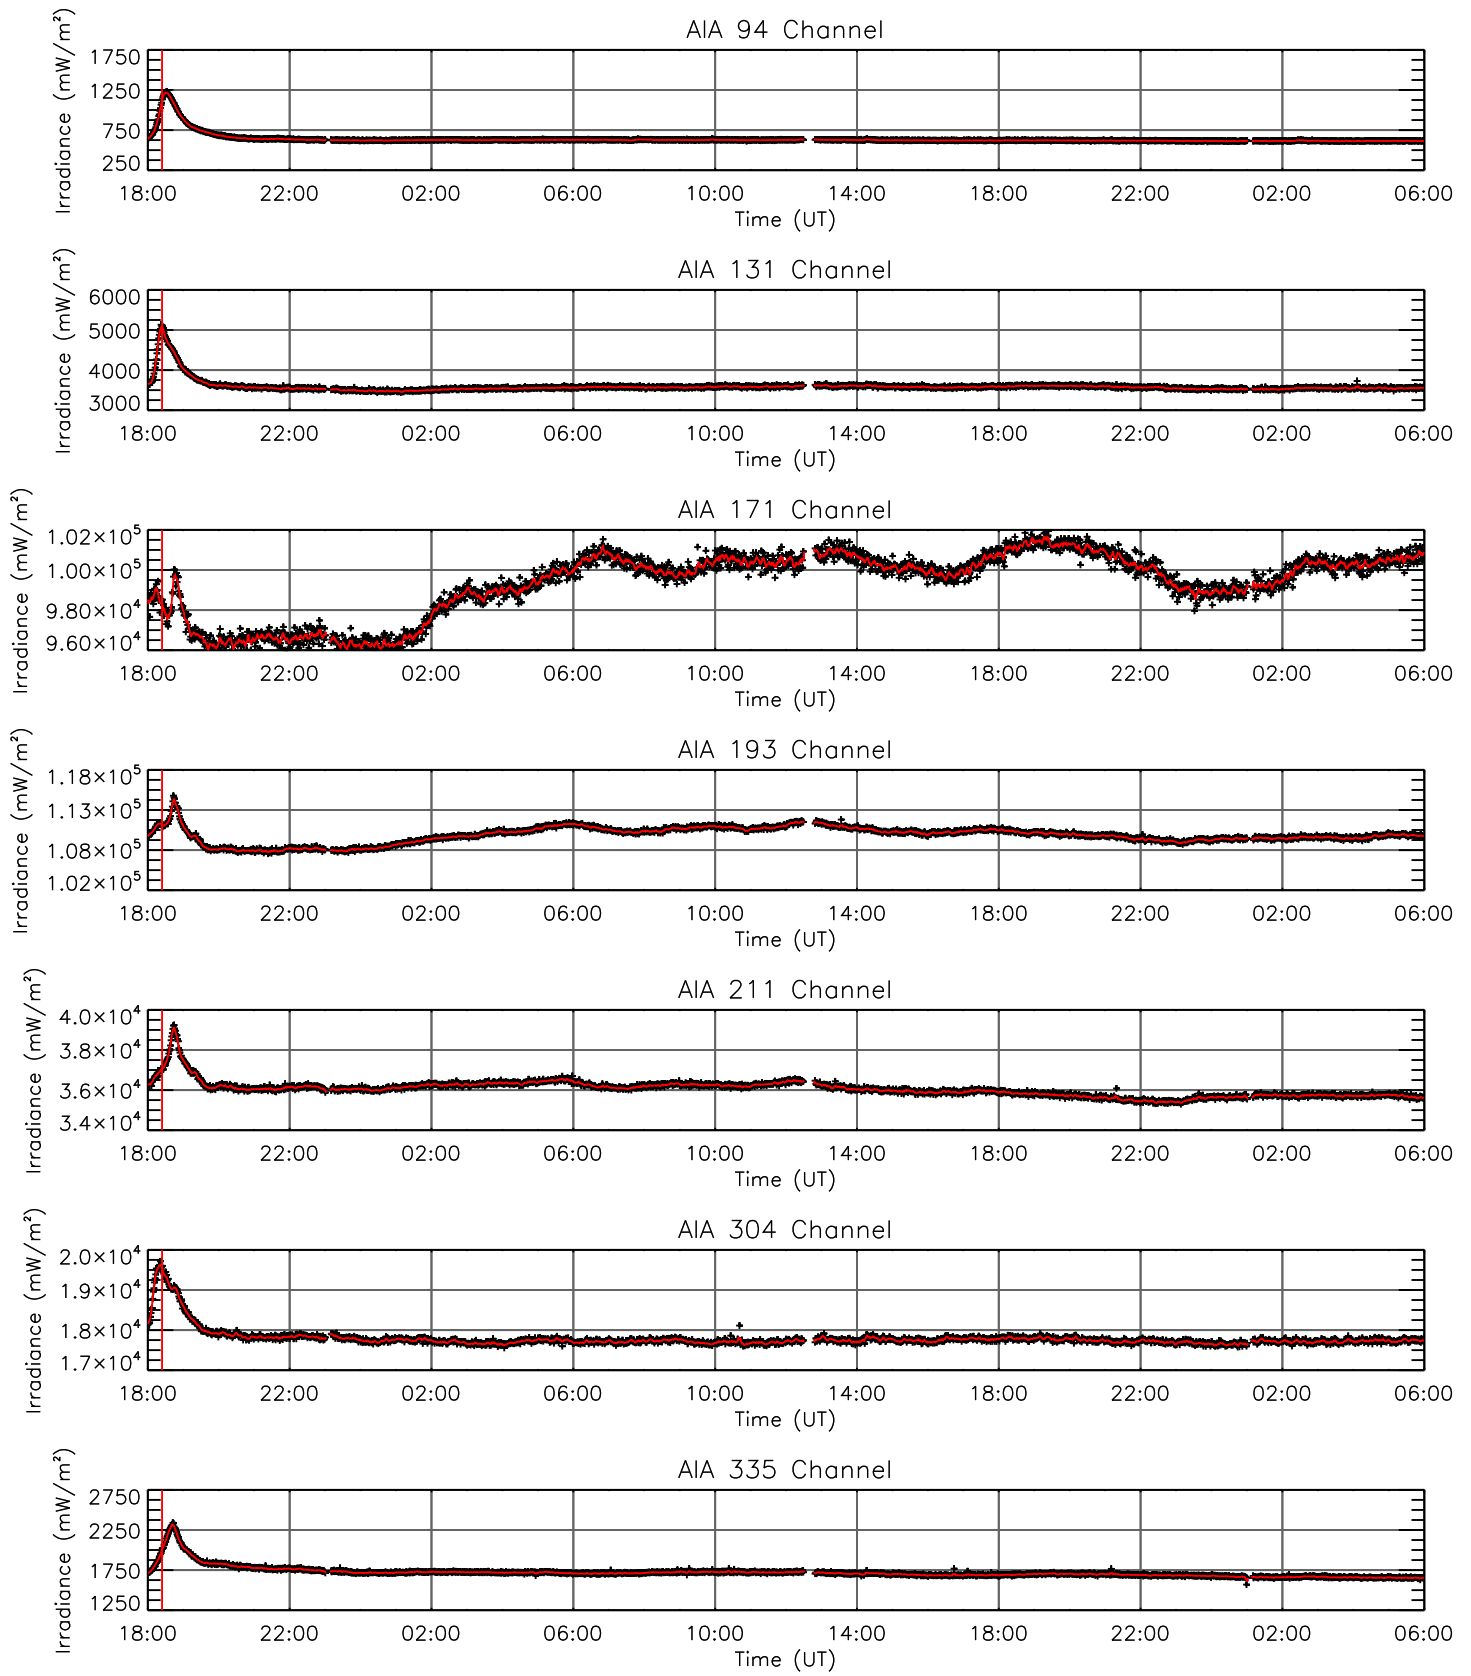 AIA 94 Channel
Irradiance (mW/m²)
1750
1250
750
250
18:00 22:00 02:00 06:00 10:00 14:00 18:00 22:00 02:00 06:00
Time (UT)
AIA 131 Channel
Irradiance (mW/m²)
6000
5000
4000
3000
18:00 22:00 02:00 06:00 10:00 14:00 18:00 22:00 02:00 06:00
Time (UT)
AIA 171 Channel
Irradiance (mW/m²)
1.02×10⁵
1.00×10⁵
9.80×10⁴
9.60×10⁴
18:00 22:00 02:00 06:00 10:00 14:00 18:00 22:00 02:00 06:00
Time (UT)
AIA 193 Channel
Irradiance (mW/m²)
1.18×10⁵
1.13×10⁵
1.08×10⁵
1.02×10⁵
18:00 22:00 02:00 06:00 10:00 14:00 18:00 22:00 02:00 06:00
Time (UT)
AIA 211 Channel
Irradiance (mW/m²)
4.0×10⁴
3.8×10⁴
3.6×10⁴
3.4×10⁴
18:00 22:00 02:00 06:00 10:00 14:00 18:00 22:00 02:00 06:00
Time (UT)
AIA 304 Channel
Irradiance (mW/m²)
2.0×10⁴
1.9×10⁴
1.8×10⁴
1.7×10⁴
18:00 22:00 02:00 06:00 10:00 14:00 18:00 22:00 02:00 06:00
Time (UT)
AIA 335 Channel
Irradiance (mW/m²)
2750
2250
1750
1250
18:00 22:00 02:00 06:00 10:00 14:00 18:00 22:00 02:00 06:00
Time (UT)